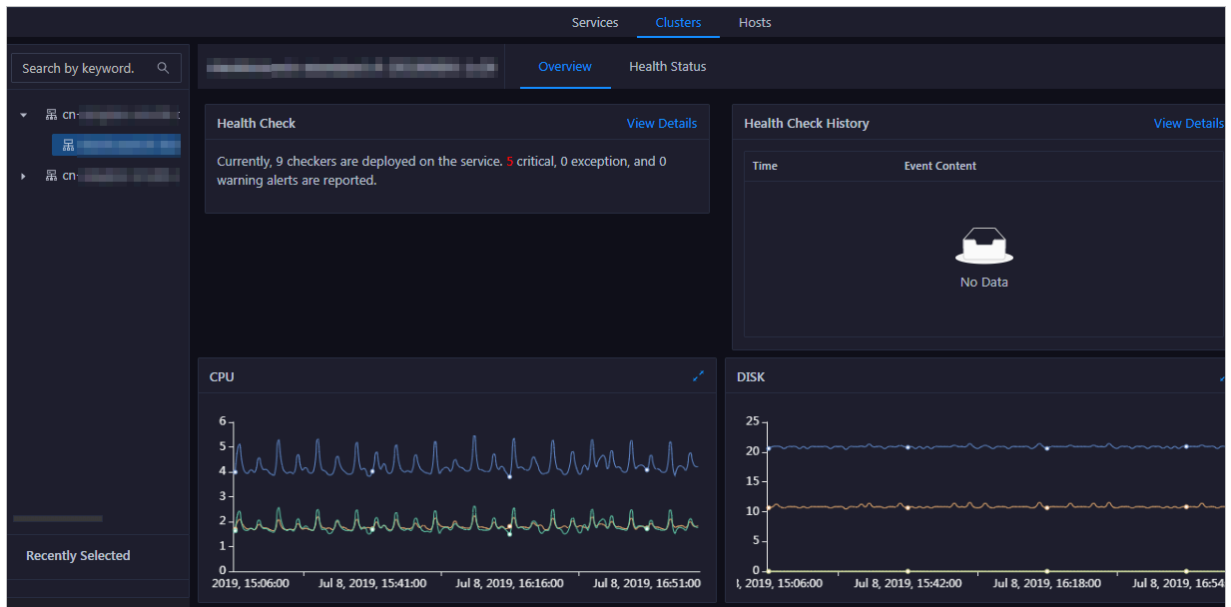 Services Clusters Hosts
Search by keyword.
Overview Health Status
cn-
cn-
Recently Selected
Health Check View Details
Currently, 9 checkers are deployed on the service. 5 critical, 0 exception, and 0
warning alerts are reported.
Health Check History View Details
Time Event Content
No Data
CPU
6
5
4
3
2
1
0
2019, 15:06:00 Jul 8, 2019, 15:41:00 Jul 8, 2019, 16:16:00 Jul 8, 2019, 16:51:00
DISK
25
20
15
10
5
0
, 2019, 15:06:00 Jul 8, 2019, 15:42:00 Jul 8, 2019, 16:18:00 Jul 8, 2019, 16:54